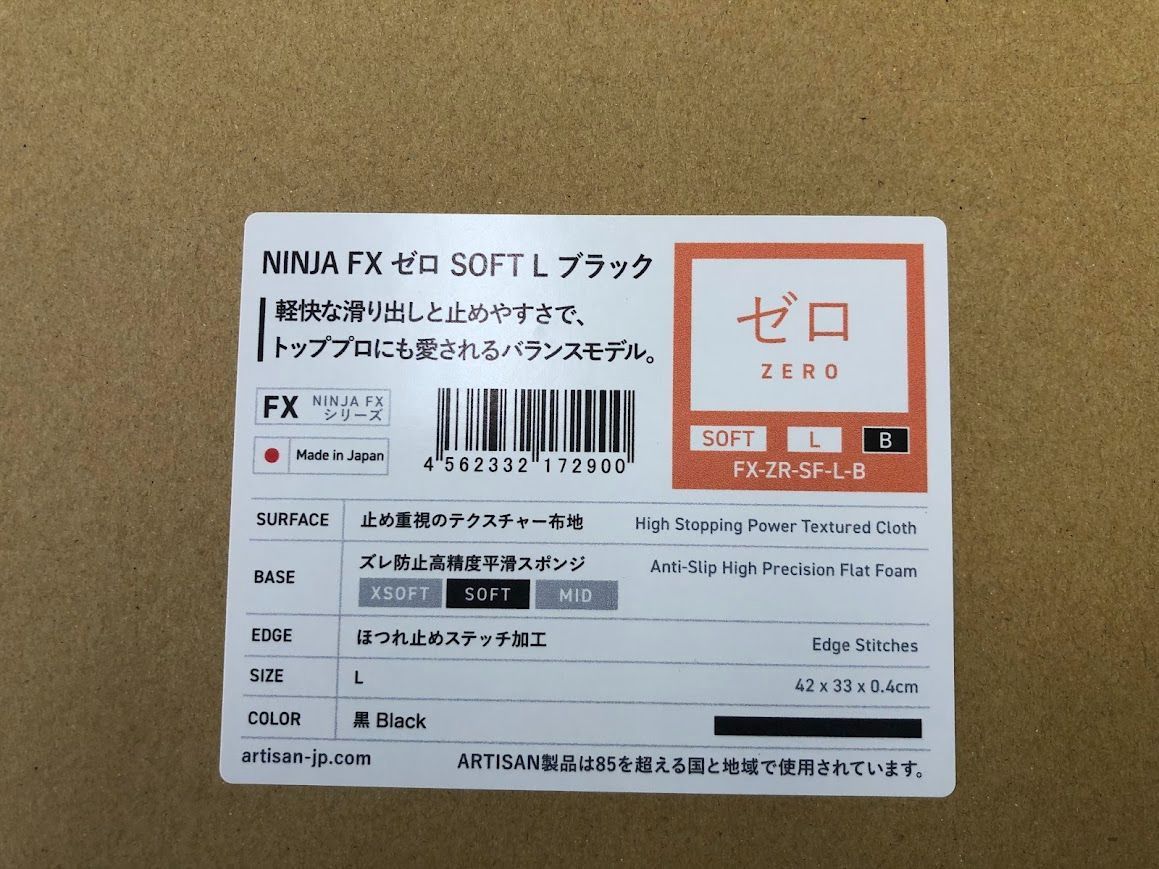 NINJA FX ゼロ SOFT L ブラック
軽快な滑り出しと止めやすさで、
トッププロにも愛されるバランスモデル。
FX NINJA FX シリーズ
Made in Japan
4 562332 172900
ゼロ
ZERO
SOFT L B
FX-ZR-SF-L-B
SURFACE 止め重視のテクスチャー布地 High Stopping Power Textured Cloth
BASE ズレ防止高精度平滑スポンジ Anti-Slip High Precision Flat Foam
XSOFT SOFT MID
EDGE ほつれ止めステッチ加工 Edge Stitches
SIZE L 42 x 33 x 0.4cm
COLOR 黒 Black
artisan-jp.com ARTISAN製品は85を超える国と地域で使用されています。